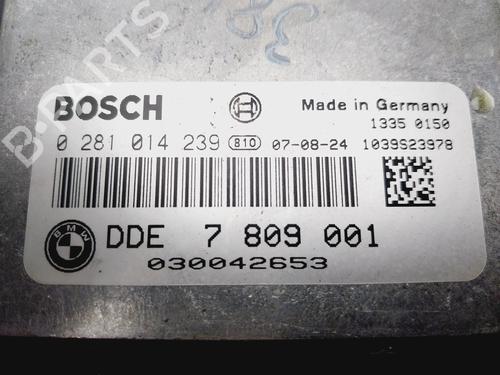 B-PARTS
BOSCH
Made in Germany
1335 0150
0 281 014 239 B10 07-08-24 1039S23978
BMW
DDE 7 809 001
030042653